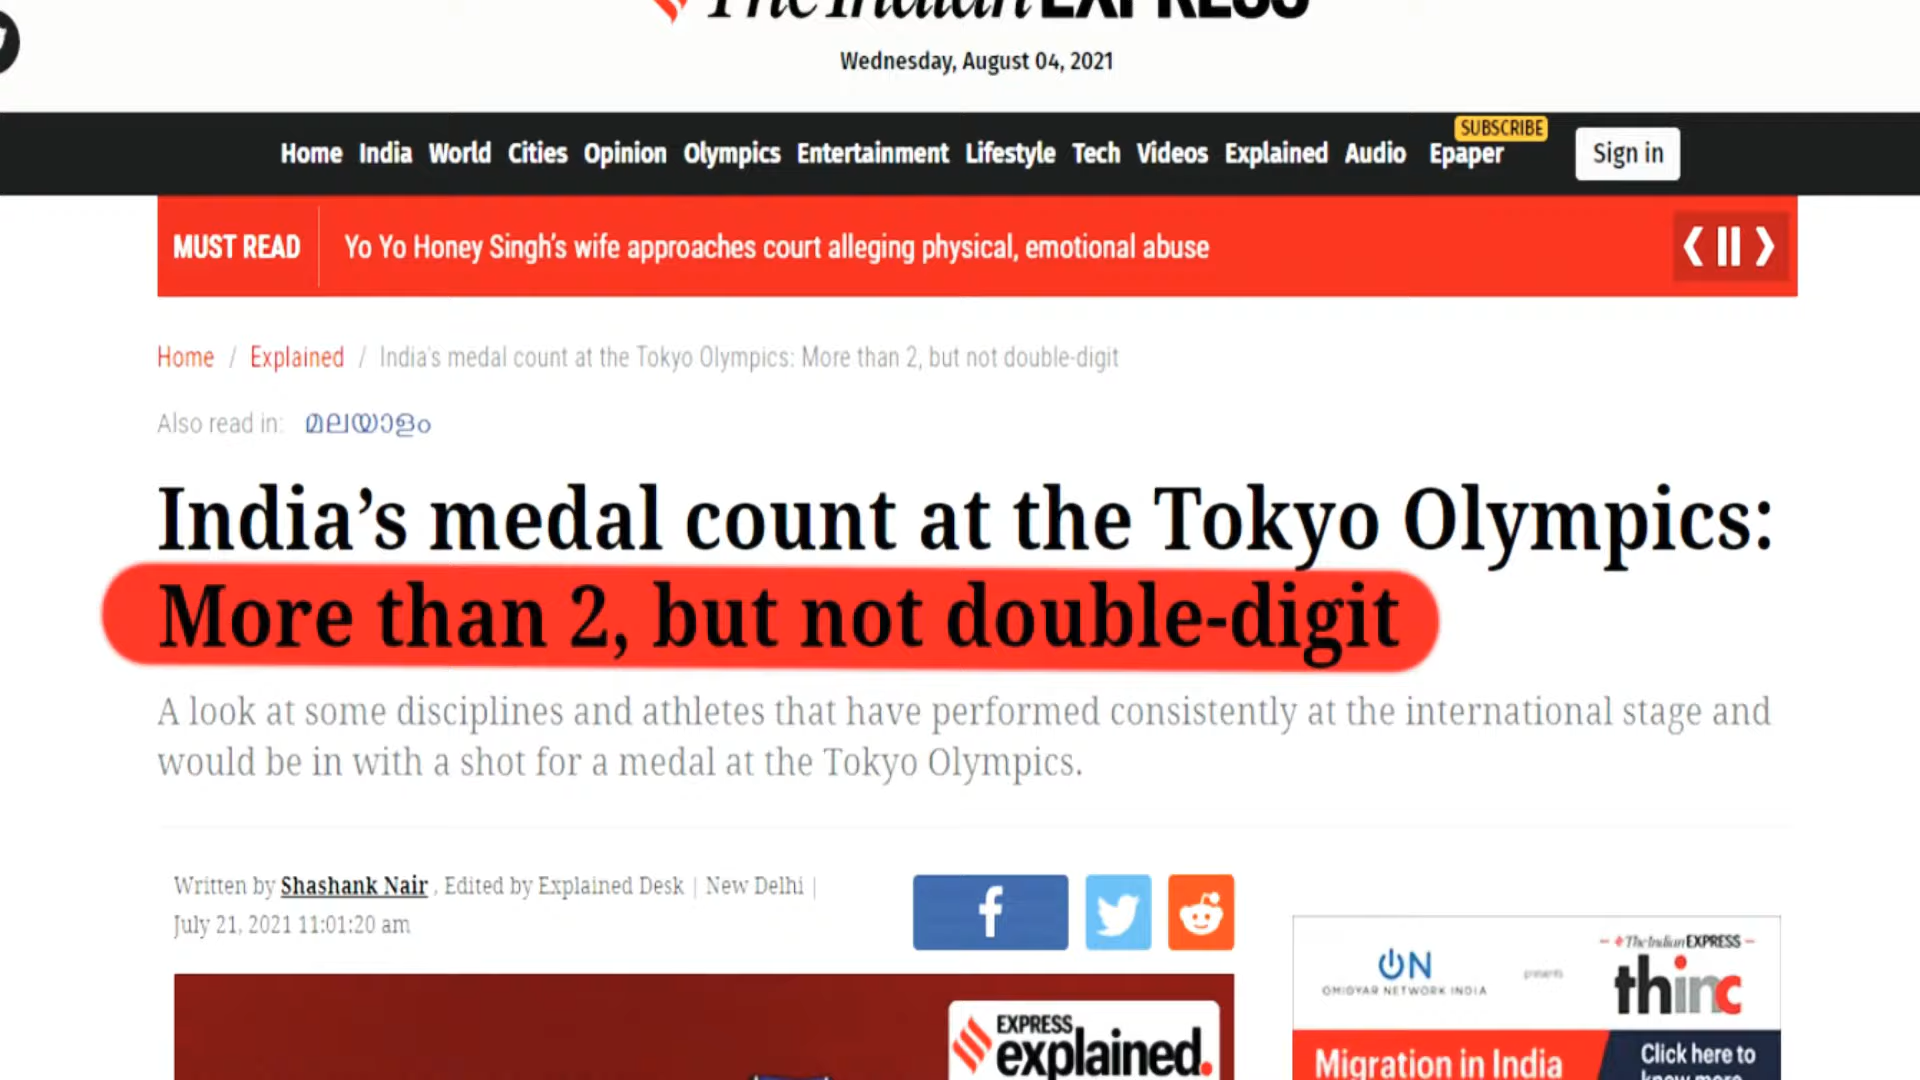 The Indian EXPRESS
Wednesday, August 04, 2021
SUBSCRIBE
Home India World Cities Opinion Olympics Entertainment Lifestyle Tech Videos Explained Audio Epaper Sign in
MUST READ Yo Yo Honey Singh's wife approaches court alleging physical, emotional abuse
Home / Explained / India's medal count at the Tokyo Olympics: More than 2, but not double-digit
Also read in: മലയാളം
India's medal count at the Tokyo Olympics:
More than 2, but not double-digit
A look at some disciplines and athletes that have performed consistently at the international stage and
would be in with a shot for a medal at the Tokyo Olympics.
Written by Shashank Nair , Edited by Explained Desk | New Delhi |
July 21, 2021 11:01:20 am
EXPRESS
explained.
ON
OMIDYAR NETWORK INDIA
presents
The Indian EXPRESS
thinc
Migration in India
Click here to
know more